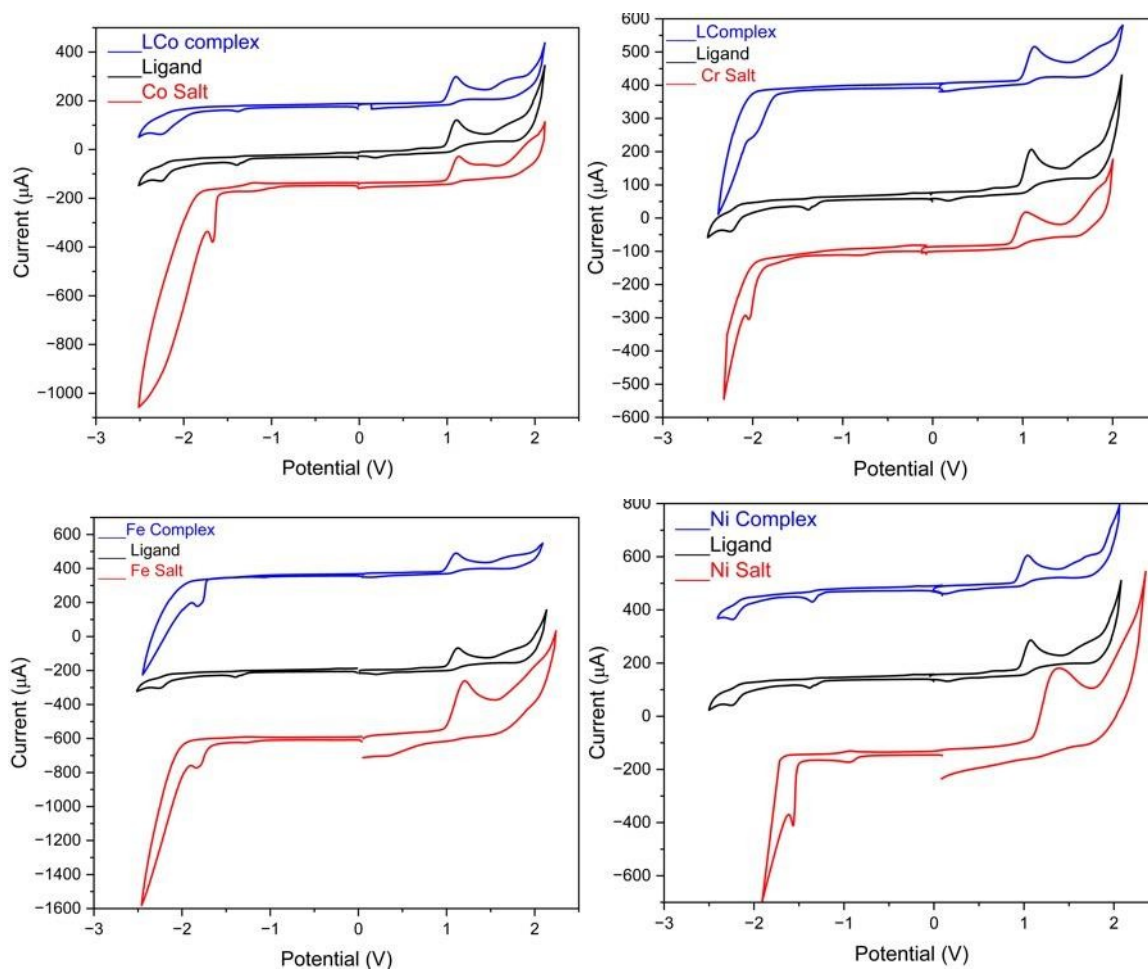 LCo complex
Ligand
Co Salt
400
200
0
−200
−400
−600
−800
−1000
Current (μA)
−3 −2 −1 0 1 2
Potential (V)
LComplex
Ligand
Cr Salt
600
500
400
300
200
100
0
−100
−200
−300
−400
−500
−600
Current (μA)
−3 −2 −1 0 1 2
Potential (V)
Fe Complex
Ligand
Fe Salt
600
400
200
0
−200
−400
−600
−800
−1000
−1200
−1400
−1600
Current (μA)
−3 −2 −1 0 1 2
Potential (V)
Ni Complex
Ligand
Ni Salt
800
600
400
200
0
−200
−400
−600
Current (μA)
−3 −2 −1 0 1 2
Potential (V)